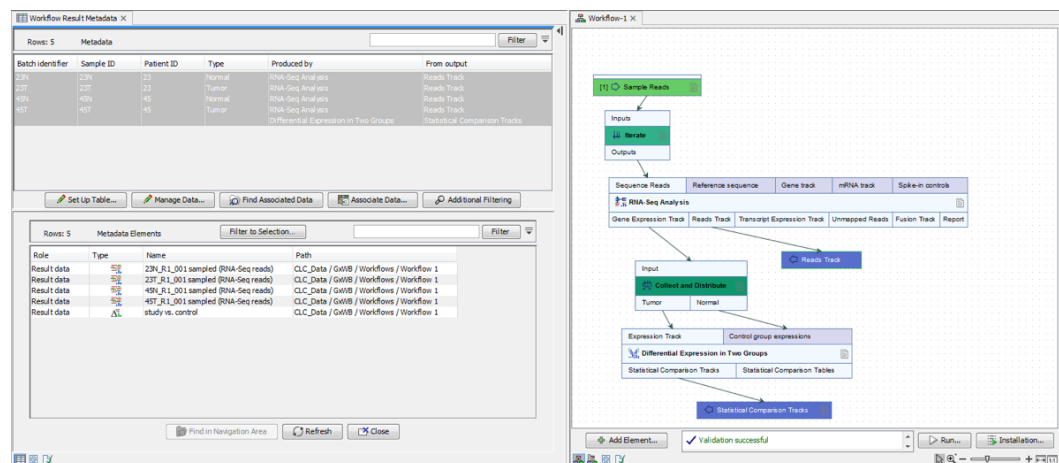 Workflow Result Metadata
Rows: 5 Metadata Filter
Batch identifier Sample ID Patient ID Type Produced by From output
23N 23N 23 Normal RNA-Seq Analysis Reads Track
23T 23T 23 Tumor RNA-Seq Analysis Reads Track
45N 45N 45 Normal RNA-Seq Analysis Reads Track
45T 45T 45 Tumor RNA-Seq Analysis Reads Track
Differential Expression in Two Groups Statistical Comparison Tracks
Set Up Table... Manage Data... Find Associated Data Associate Data... Additional Filtering
Rows: 5 Metadata Elements Filter to Selection... Filter
Role Type Name Path
Result data 23N_R1_001 sampled (RNA-Seq reads) CLC_Data / GxWB / Workflows / Workflow 1
Result data 23T_R1_001 sampled (RNA-Seq reads) CLC_Data / GxWB / Workflows / Workflow 1
Result data 45N_R1_001 sampled (RNA-Seq reads) CLC_Data / GxWB / Workflows / Workflow 1
Result data 45T_R1_001 sampled (RNA-Seq reads) CLC_Data / GxWB / Workflows / Workflow 1
Result data study vs. control CLC_Data / GxWB / Workflows / Workflow 1
Find in Navigation Area Refresh Close
Workflow-1
[1] Sample Reads
Inputs
Iterate
Outputs
Sequence Reads Reference sequence Gene track mRNA track Spike-in controls
RNA-Seq Analysis
Gene Expression Track Reads Track Transcript Expression Track Unmapped Reads Fusion Track Report
Reads Track
Input
Collect and Distribute
Tumor Normal
Expression Track Control group expressions
Differential Expression in Two Groups
Statistical Comparison Tracks Statistical Comparison Tables
Statistical Comparison Tracks
Add Element... Validation successful Run... Installation...